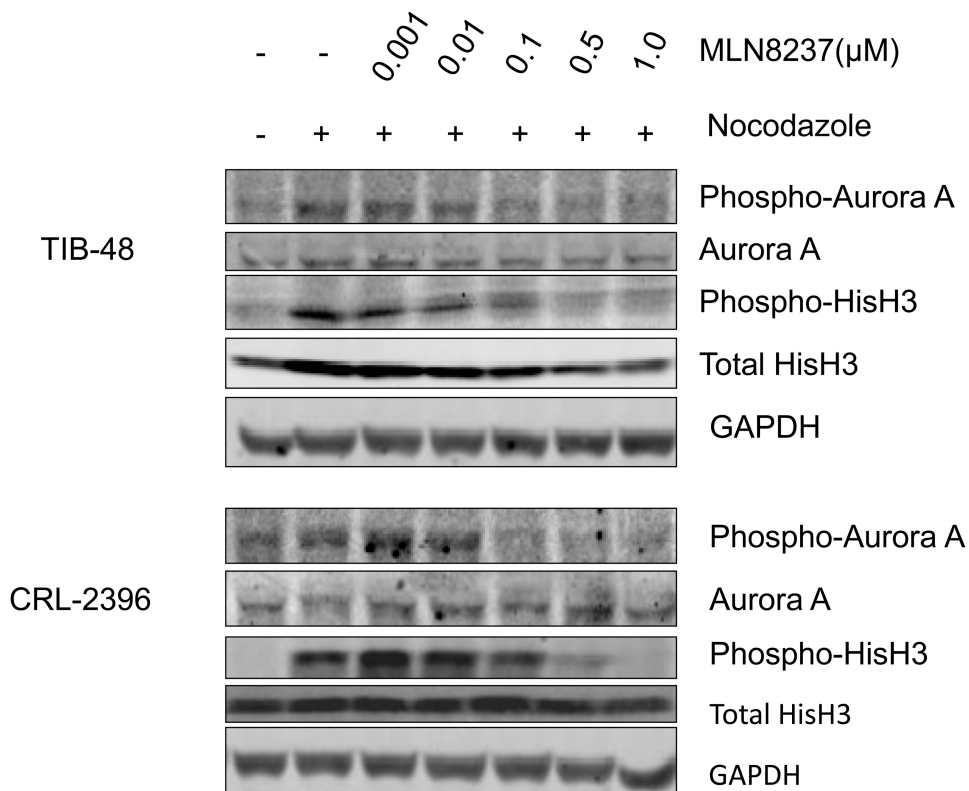 - - 0.001 0.01 0.1 0.5 1.0 MLN8237(µM)
- + + + + + + Nocodazole
Phospho-Aurora A
TIB-48 Aurora A
Phospho-HisH3
Total HisH3
GAPDH
Phospho-Aurora A
CRL-2396 Aurora A
Phospho-HisH3
Total HisH3
GAPDH